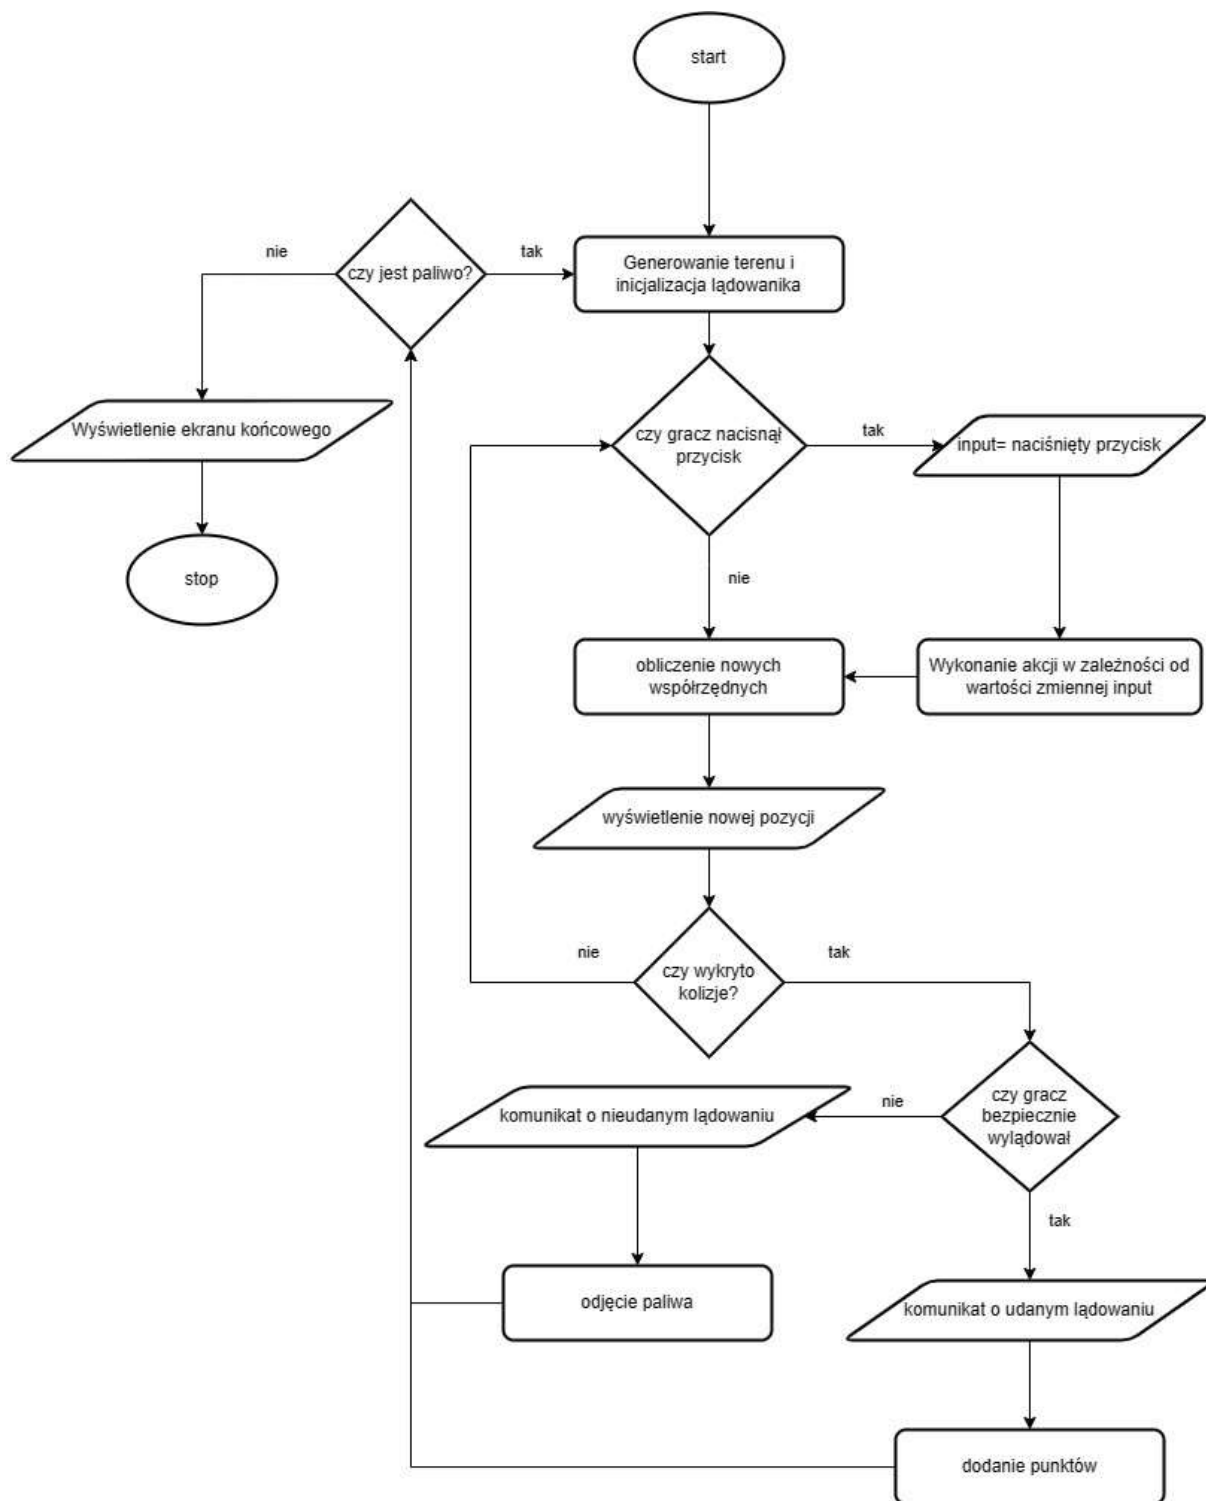 start
nie
czy jest paliwo?
tak
Generowanie terenu i
inicjalizacja lądowanika
Wyświetlenie ekranu końcowego
czy gracz nacisnął
przycisk
tak
input= naciśnięty przycisk
stop
nie
obliczenie nowych
współrzędnych
Wykonanie akcji w zależności od
wartości zmiennej input
wyświetlenie nowej pozycji
nie
czy wykryto
kolizje?
tak
komunikat o nieudanym lądowaniu
nie
czy gracz
bezpiecznie
wylądował
tak
odjęcie paliwa
komunikat o udanym lądowaniu
dodanie punktów